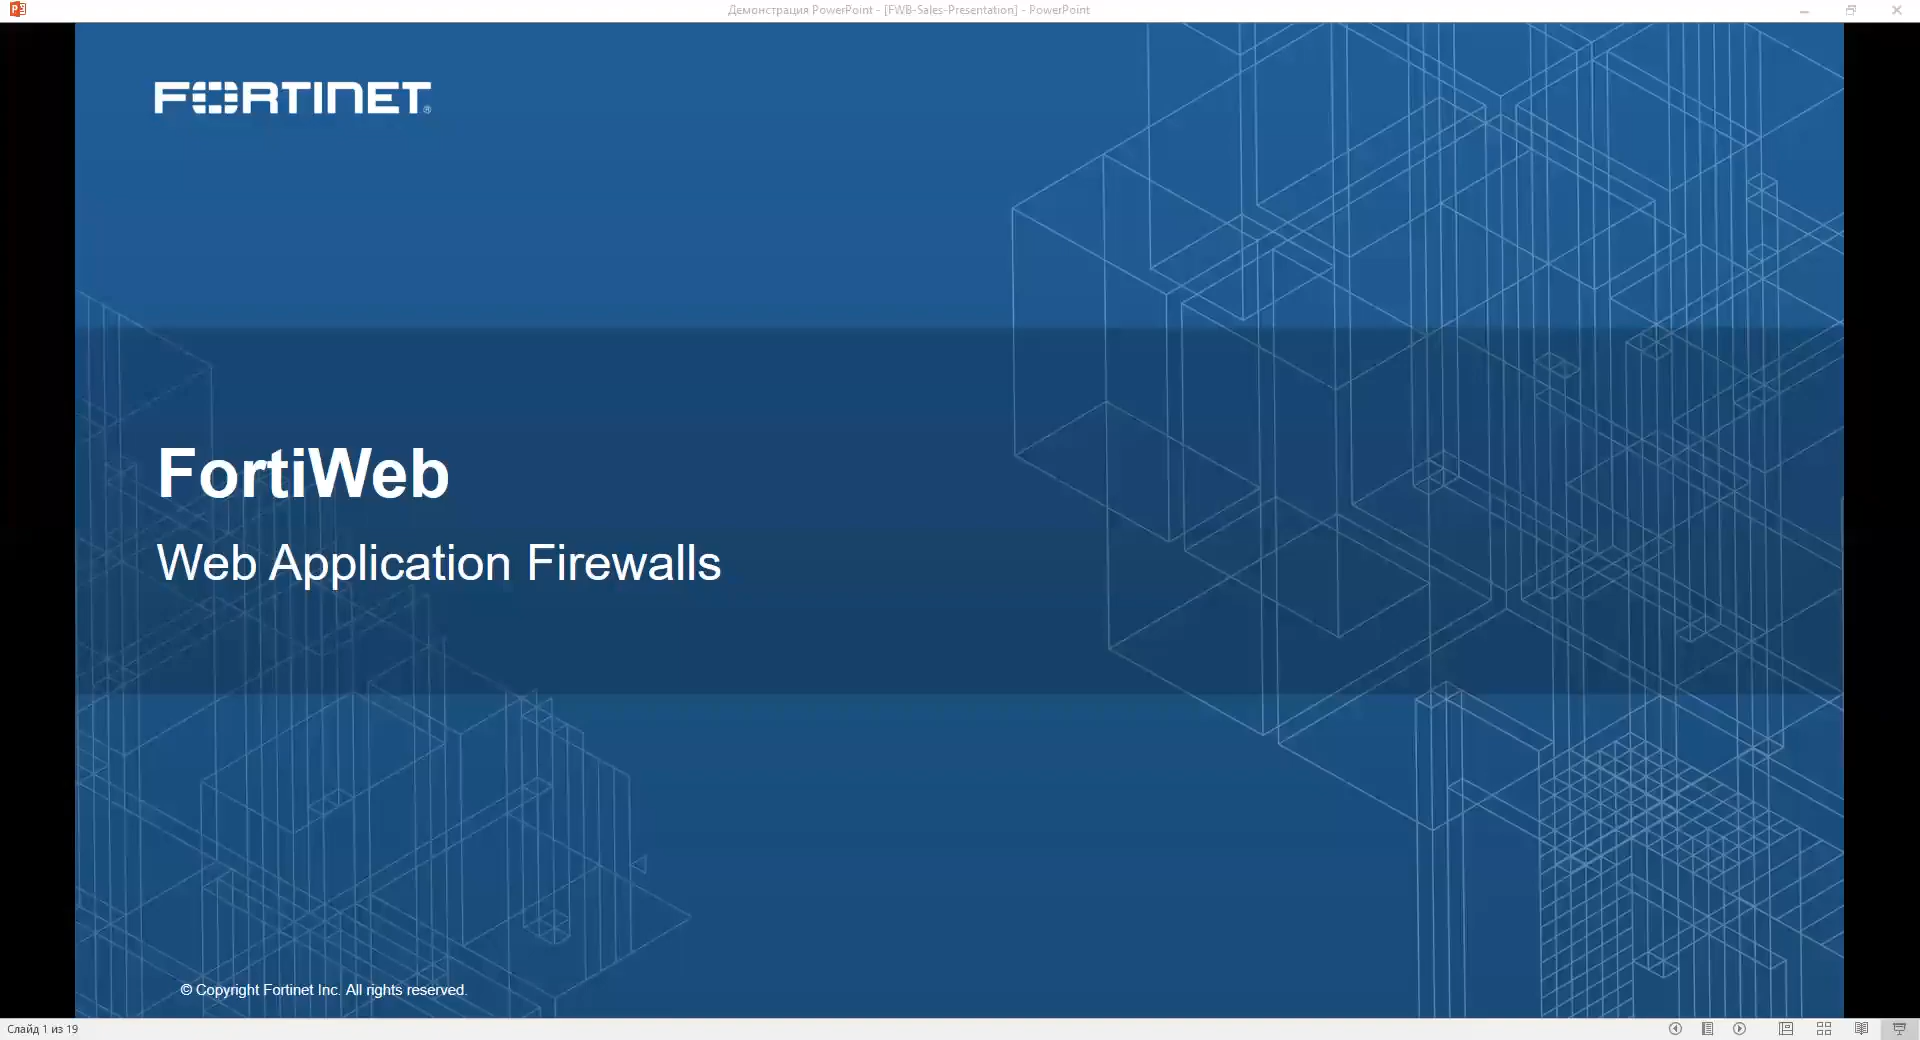 Демонстрация PowerPoint - [FWB-Sales-Presentation] - PowerPoint
FORTINET®
FortiWeb
Web Application Firewalls
© Copyright Fortinet Inc. All rights reserved.
Слайд 1 из 19